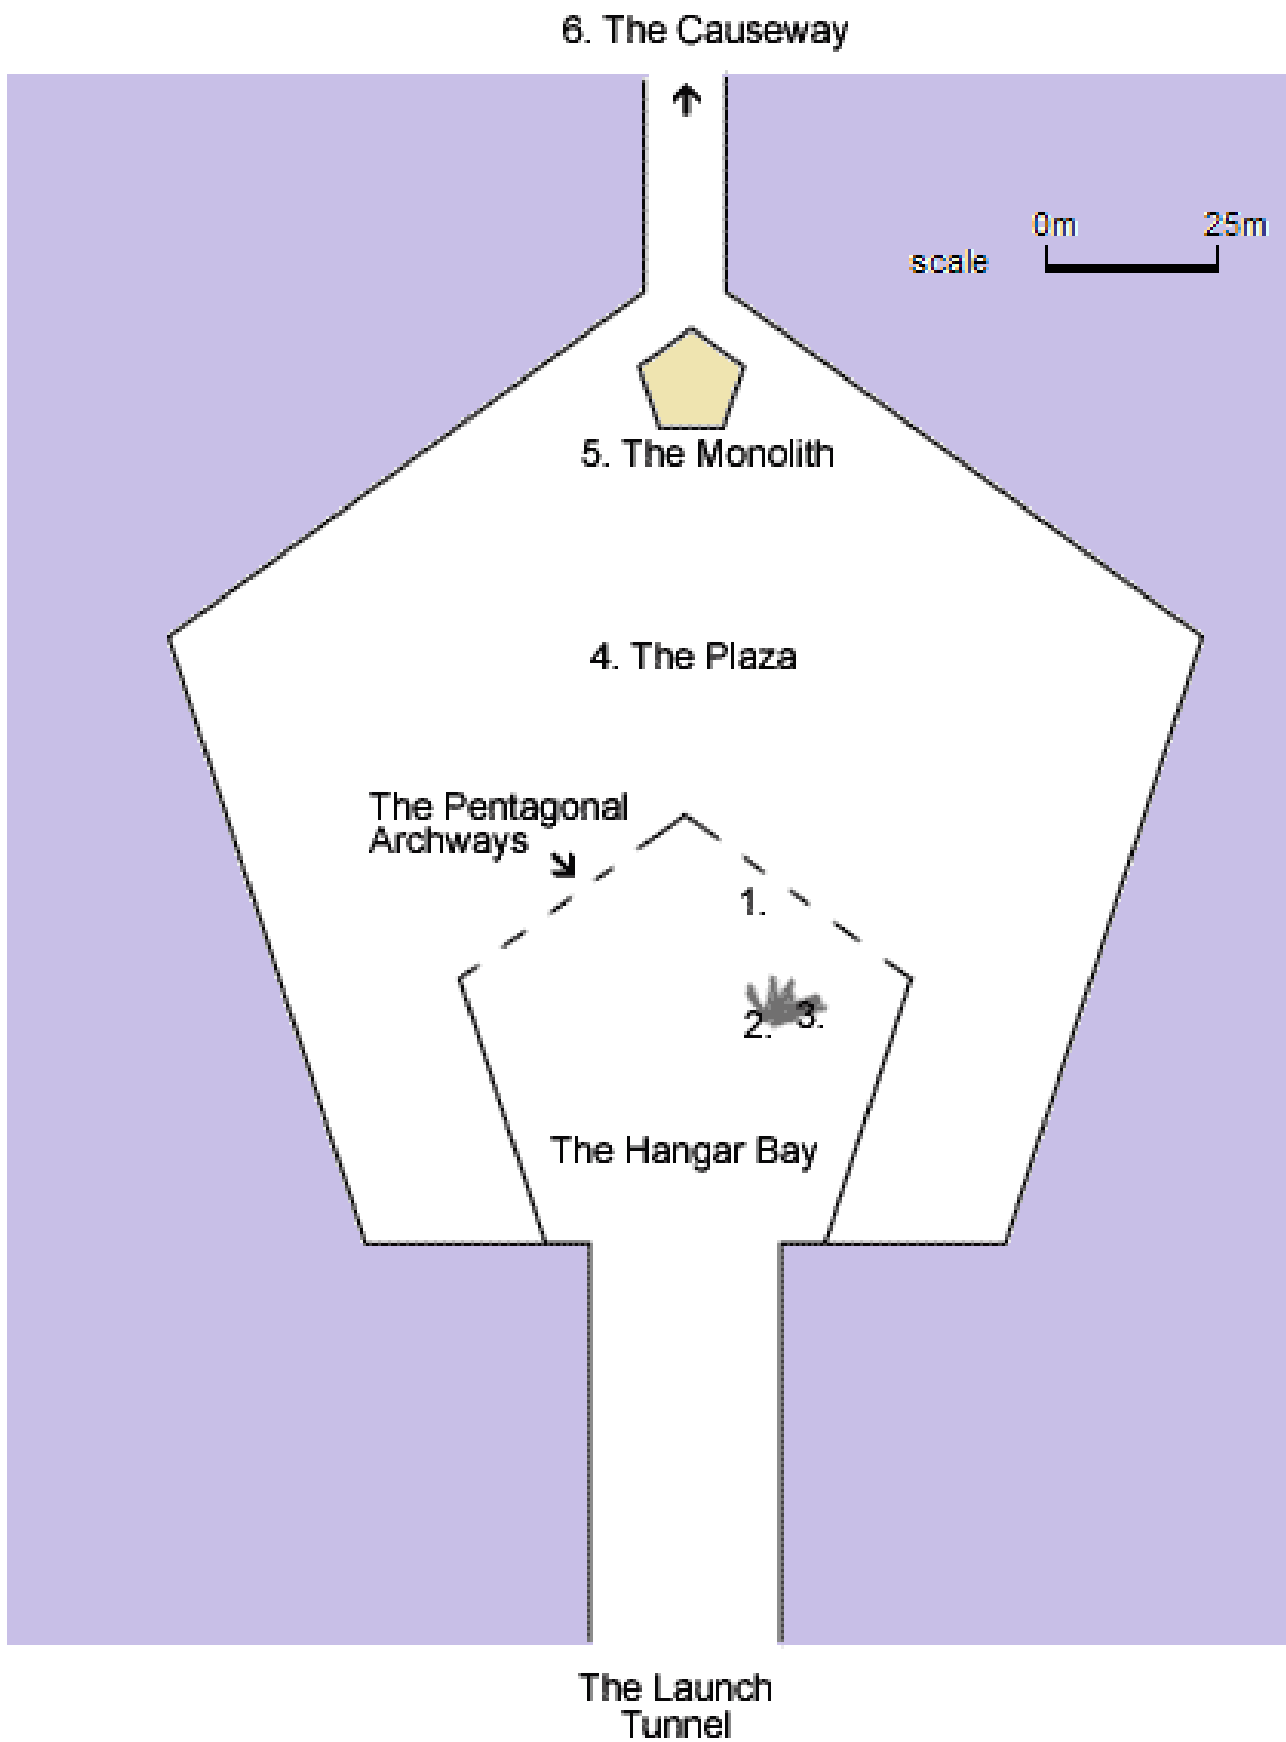 6. The Causeway
0m 25m
scale
5. The Monolith
4. The Plaza
The Pentagonal
Archways
1.
2. 3.
The Hangar Bay
The Launch
Tunnel